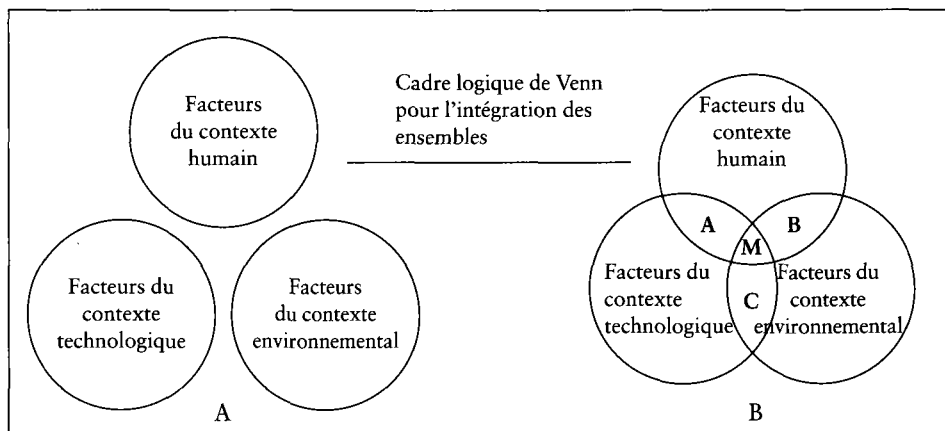 Facteurs
du contexte
humain
Facteurs du
contexte
technologique
Facteurs
du contexte
environnemental
A
Cadre logique de Venn
pour l'intégration des
ensembles
Facteurs du
contexte
humain
A
B
M
C
Facteurs du
contexte
technologique
Facteurs du
contexte
environnemental
B